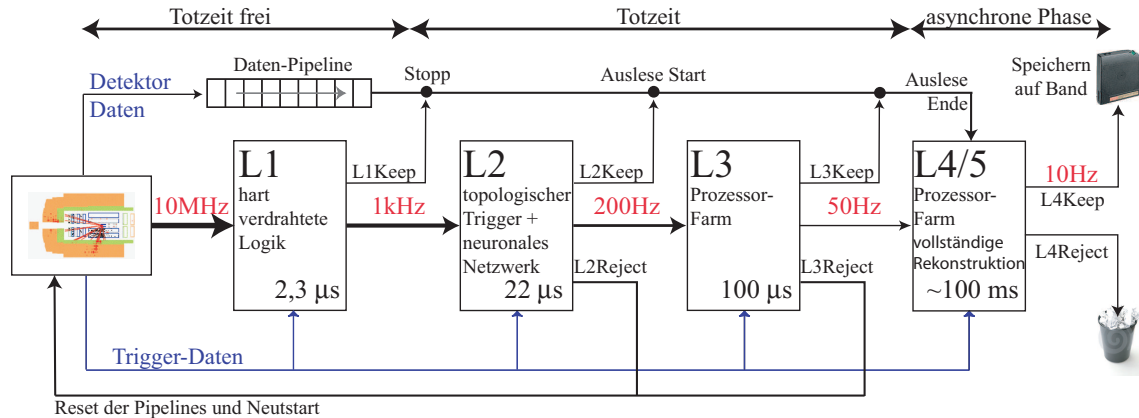 Totzeit frei
Totzeit
asynchrone Phase
Detektor
Daten
Daten-Pipeline
Stopp
Auslese Start
Auslese
Ende
Speichern
auf Band
10MHz
L1
hart
verdrahtete
Logik
2,3 µs
L1Keep
1kHz
L2
topologischer
Trigger +
neuronales
Netzwerk
22 µs
L2Keep
200Hz
L2Reject
L3
Prozessor-
Farm
100 µs
L3Keep
50Hz
L3Reject
L4/5
Prozessor-
Farm
vollständige
Rekonstruktion
~100 ms
10Hz
L4Keep
L4Reject
Trigger-Daten
Reset der Pipelines und Neutstart